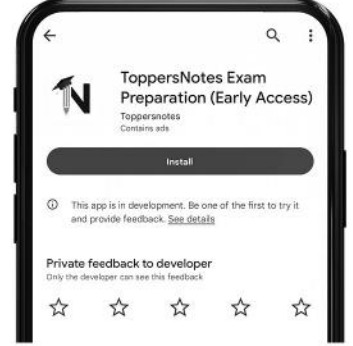 N
ToppersNotes Exam
Preparation (Early Access)
Toppersnotes
Contains ads
Install
This app is in development. Be one of the first to try it
and provide feedback. See details
Private feedback to developer
Only the developer can see this feedback